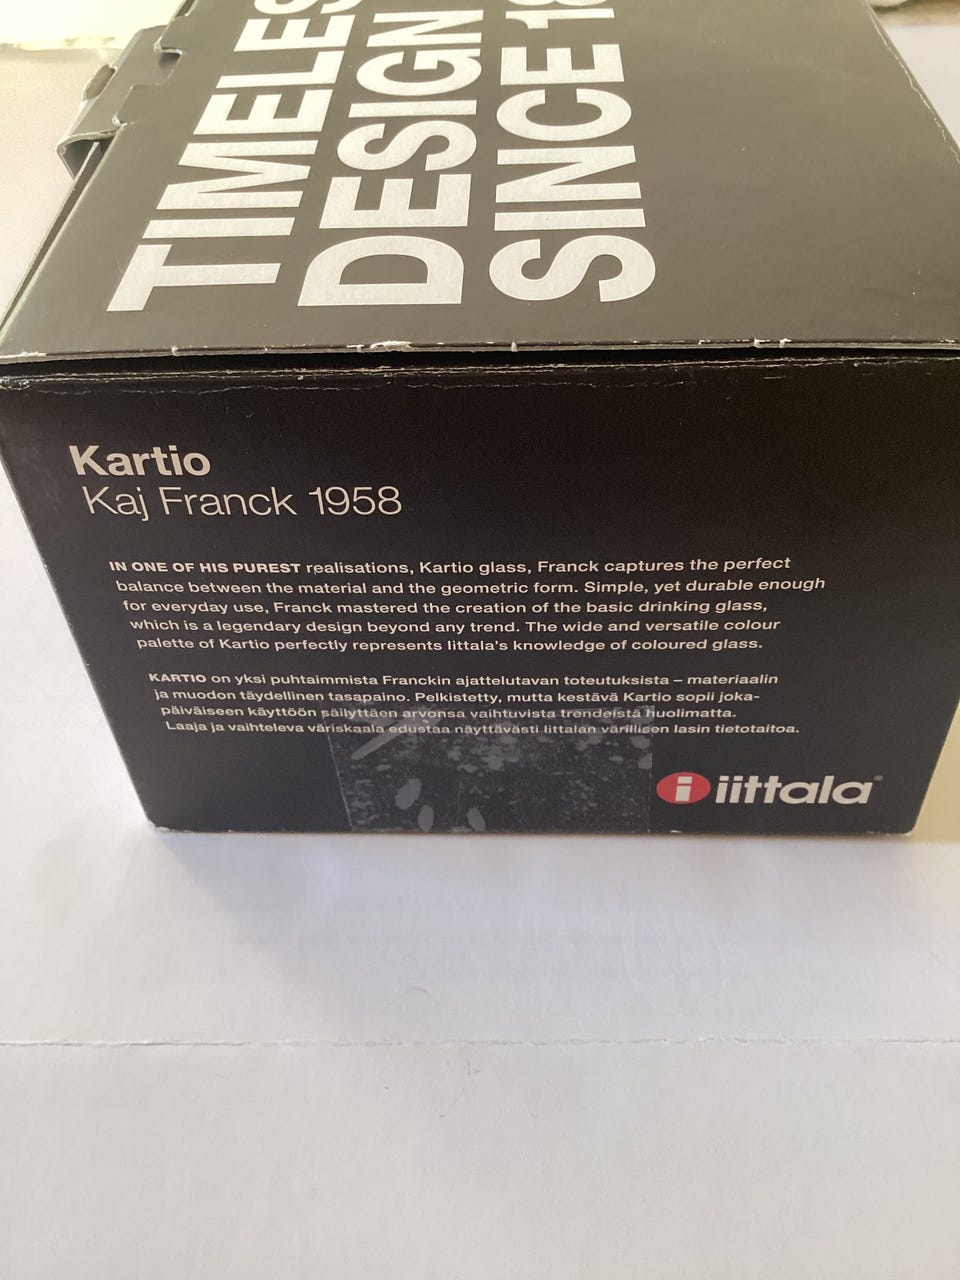 TIMELES
DESIGN
SINCE 18
Kartio
Kaj Franck 1958
IN ONE OF HIS PUREST realisations, Kartio glass, Franck captures the perfect
balance between the material and the geometric form. Simple, yet durable enough
for everyday use, Franck mastered the creation of the basic drinking glass,
which is a legendary design beyond any trend. The wide and versatile colour
palette of Kartio perfectly represents Iittala's knowledge of coloured glass.
KARTIO on yksi puhtaimmista Franckin ajattelutavan toteutuksista – materiaalin
ja muodon täydellinen tasapaino. Pelkistetty, mutta kestävä Kartio sopii joka-
päiväiseen käyttöön säilyttäen arvonsa vaihtuvista trendeistä huolimatta.
Laaja ja vaihteleva väriskaala edustaa näyttävästi Iittalan värillisen lasin tietotaitoa.
i iittala®